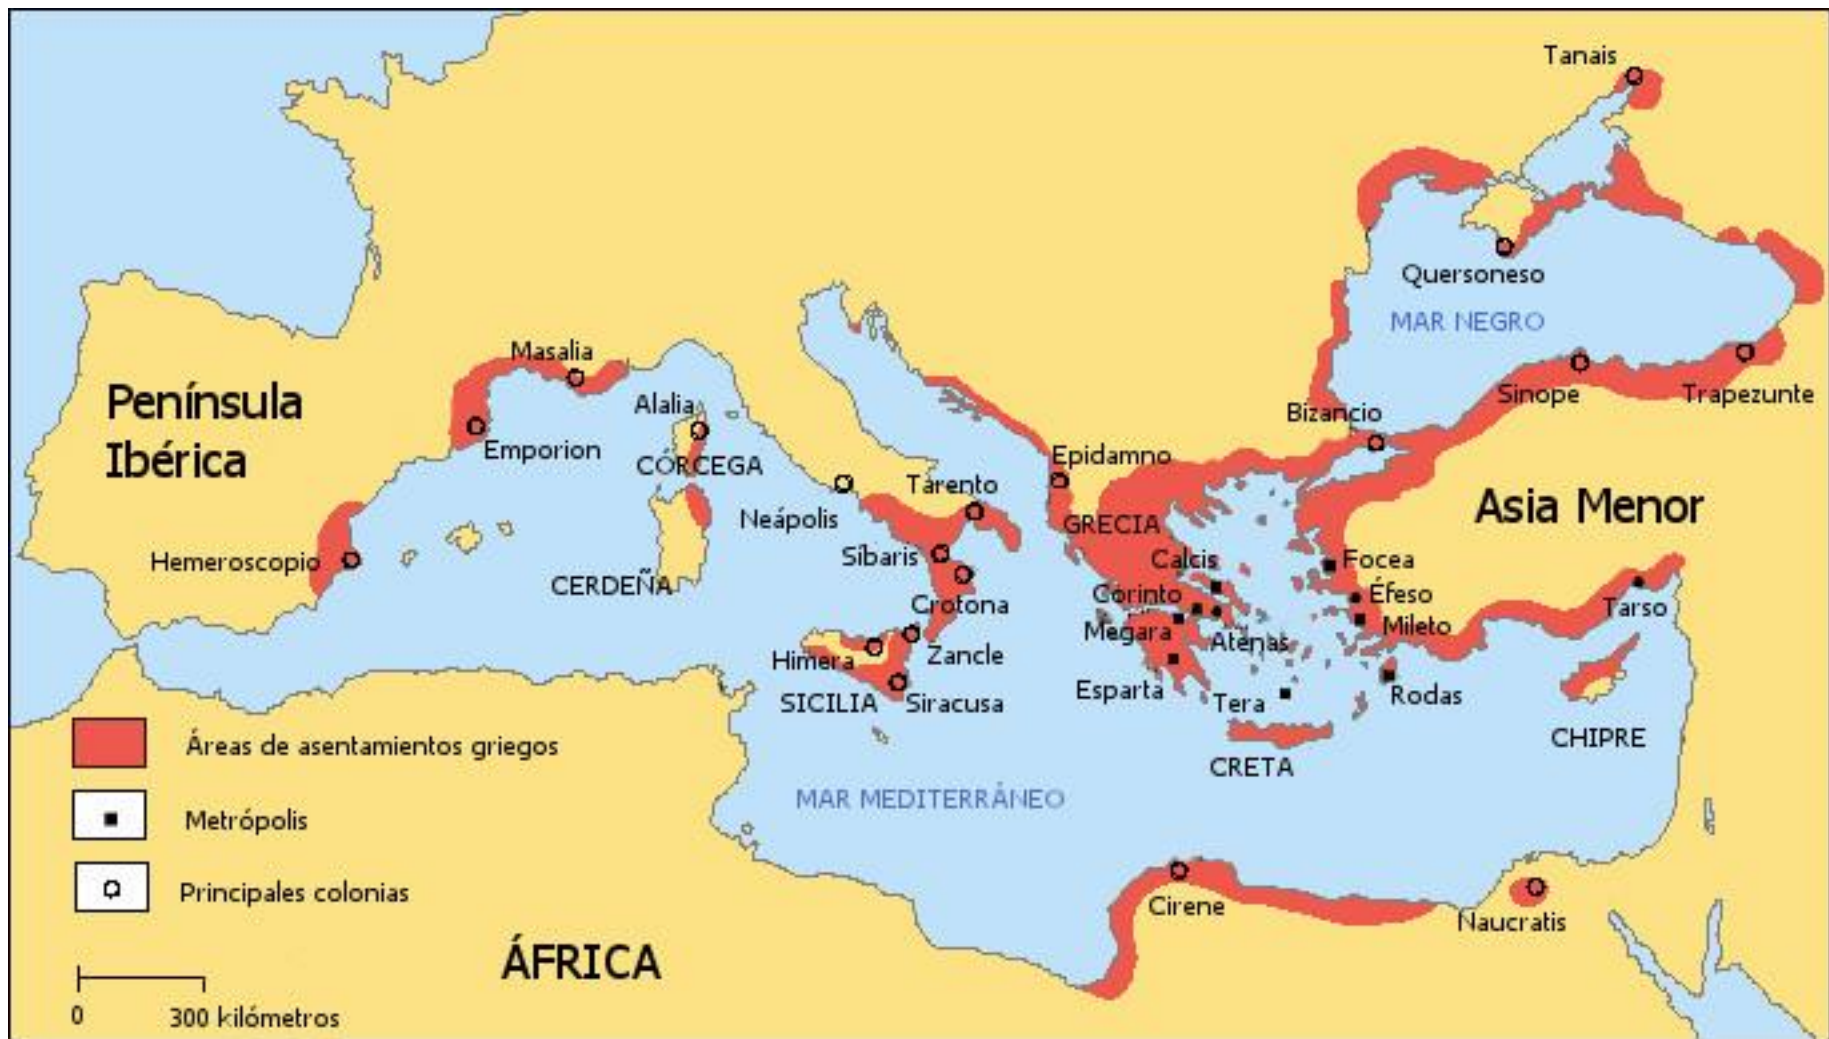 Tanais
Quersoneso
MAR NEGRO
Masalia
Alalia
Península
Ibérica
Emporion
CÓRCEGA
Bizancio
Sinope
Trapezunte
Epidamno
Tarento
Neápolis
GRECIA
Asia Menor
Hemeroscopio
CERDEÑA
Síbaris
Calcis
Focea
Crotona
Corinto
Éfeso
Tarso
Megara
Atenas
Mileto
Himera
Zancle
SICILIA
Siracusa
Esparta
Tera
Rodas
CHIPRE
CRETA
Áreas de asentamientos griegos
MAR MEDITERRÁNEO
Metrópolis
Principales colonias
Cirene
Naucratis
ÁFRICA
0
300 kilómetros